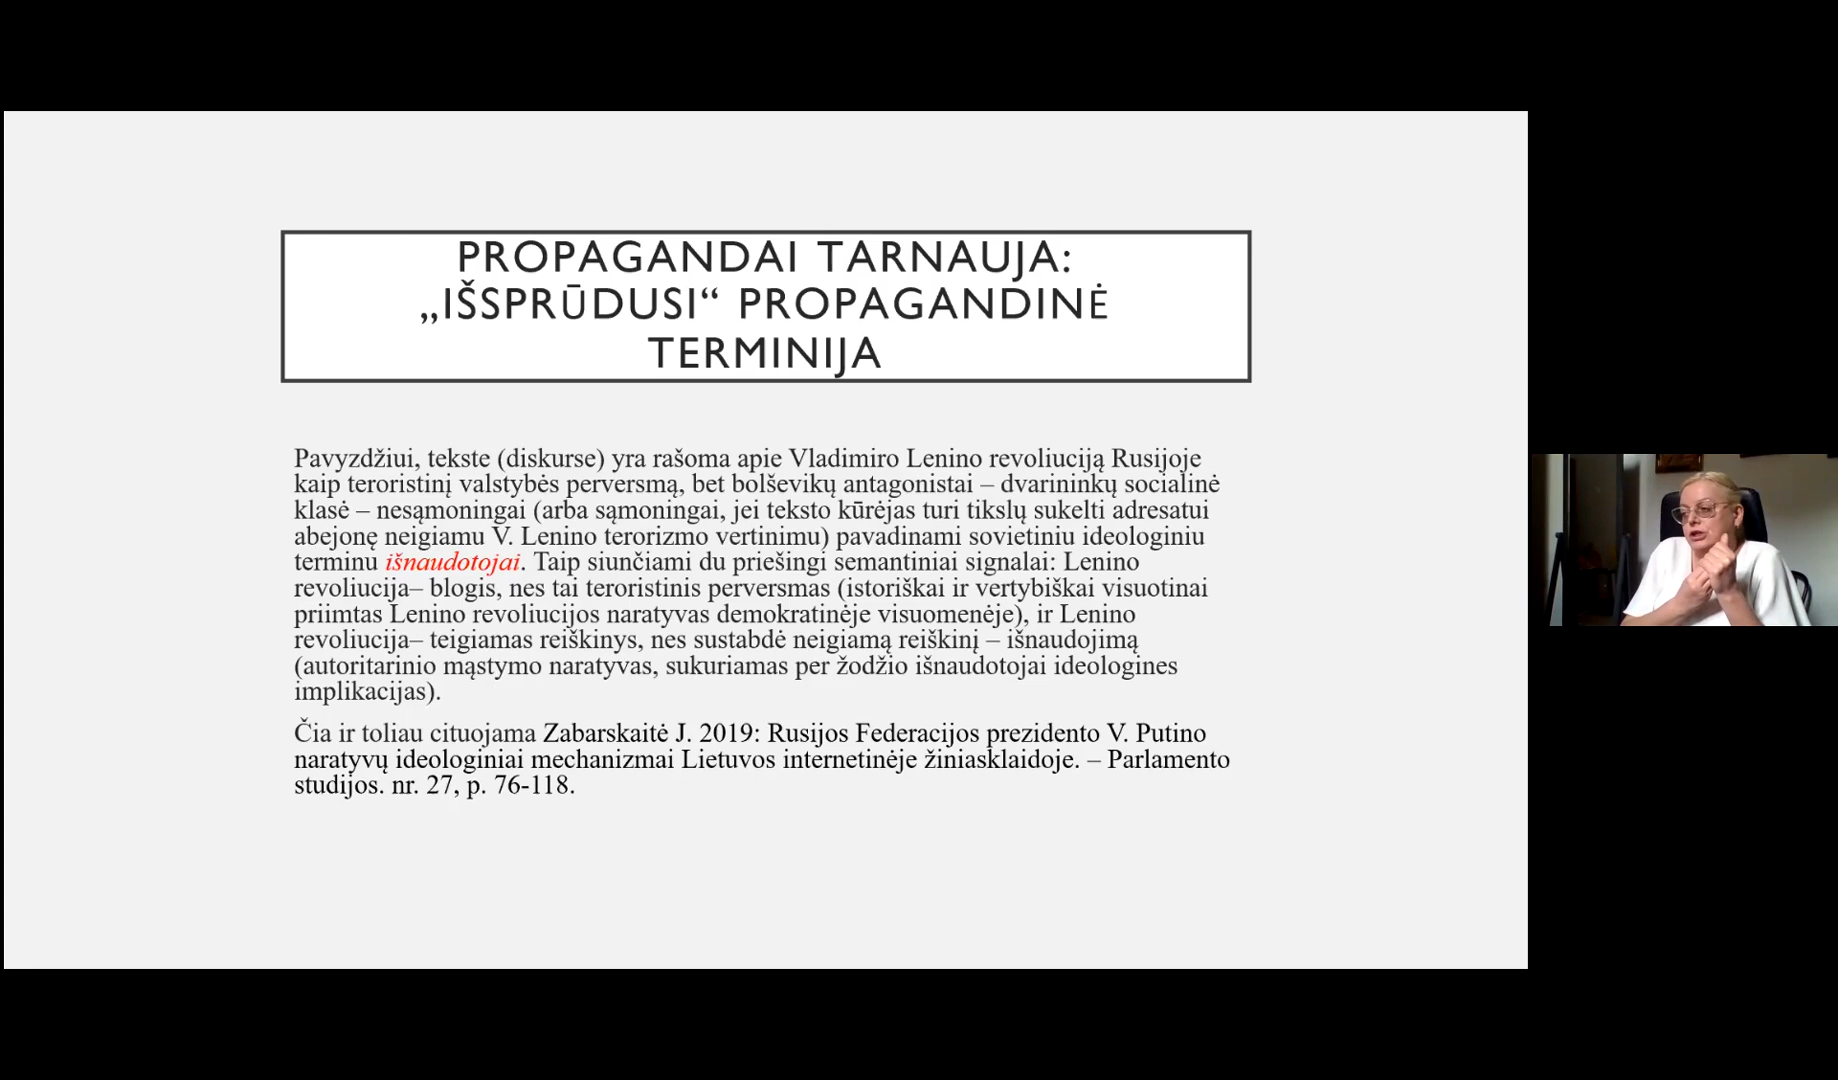 PROPAGANDAI TARNAUJA:
„IŠSPRŪDUSI“ PROPAGANDINĖ
TERMINIJA
Pavyzdžiui, tekste (diskurse) yra rašoma apie Vladimiro Lenino revoliuciją Rusijoje
kaip teroristinį valstybės perversmą, bet bolševikų antagonistai – dvarininkų socialinė
klasė – nesąmoningai (arba sąmoningai, jei teksto kūrėjas turi tikslų sukelti adresatui
abejonę neigiamu V. Lenino terorizmo vertinimu) pavadinami sovietiniu ideologiniu
terminu išnaudotojai. Taip siunčiami du priešingi semantiniai signalai: Lenino
revoliucija– blogis, nes tai teroristinis perversmas (istoriškai ir vertybiškai visuotinai
priimtas Lenino revoliucijos naratyvas demokratinėje visuomenėje), ir Lenino
revoliucija– teigiamas reiškinys, nes sustabdė neigiamą reiškinį – išnaudojimą
(autoritarinio mąstymo naratyvas, sukuriamas per žodžio išnaudotojai ideologines
implikacijas).
Čia ir toliau cituojama Zabarskaitė J. 2019: Rusijos Federacijos prezidento V. Putino
naratyvų ideologiniai mechanizmai Lietuvos internetinėje žiniasklaidoje. – Parlamento
studijos. nr. 27, p. 76-118.